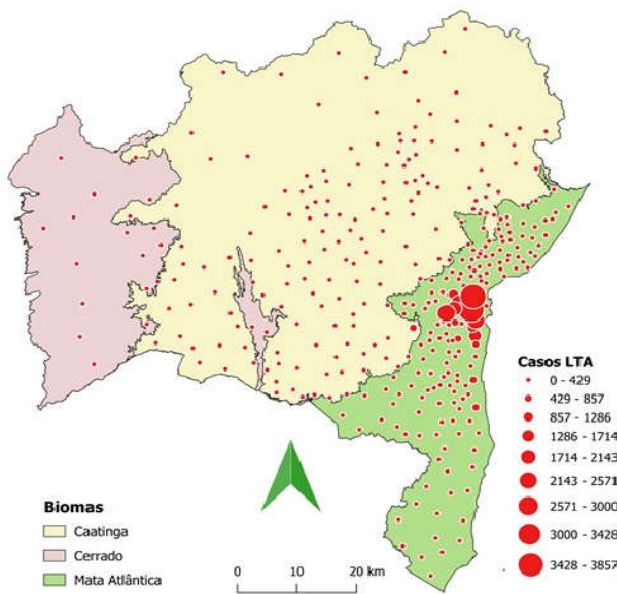 Casos LTA
0 - 429
429 - 857
857 - 1286
1286 - 1714
1714 - 2143
2143 - 2571
2571 - 3000
3000 - 3428
3428 - 3857
Biomas
Caatinga
Cerrado
Mata Atlântica
0 10 20 km